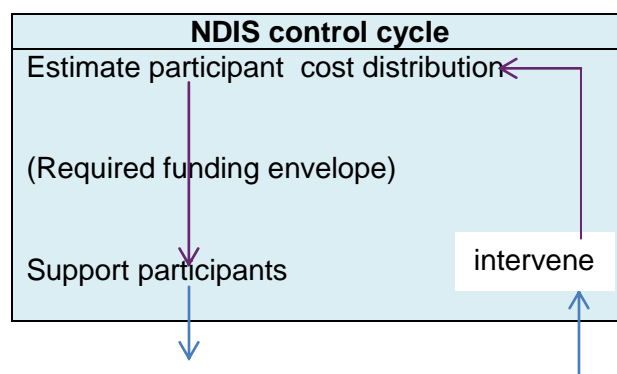 NDIS control cycle
Estimate participant cost distribution
(Required funding envelope)
Support participants
intervene